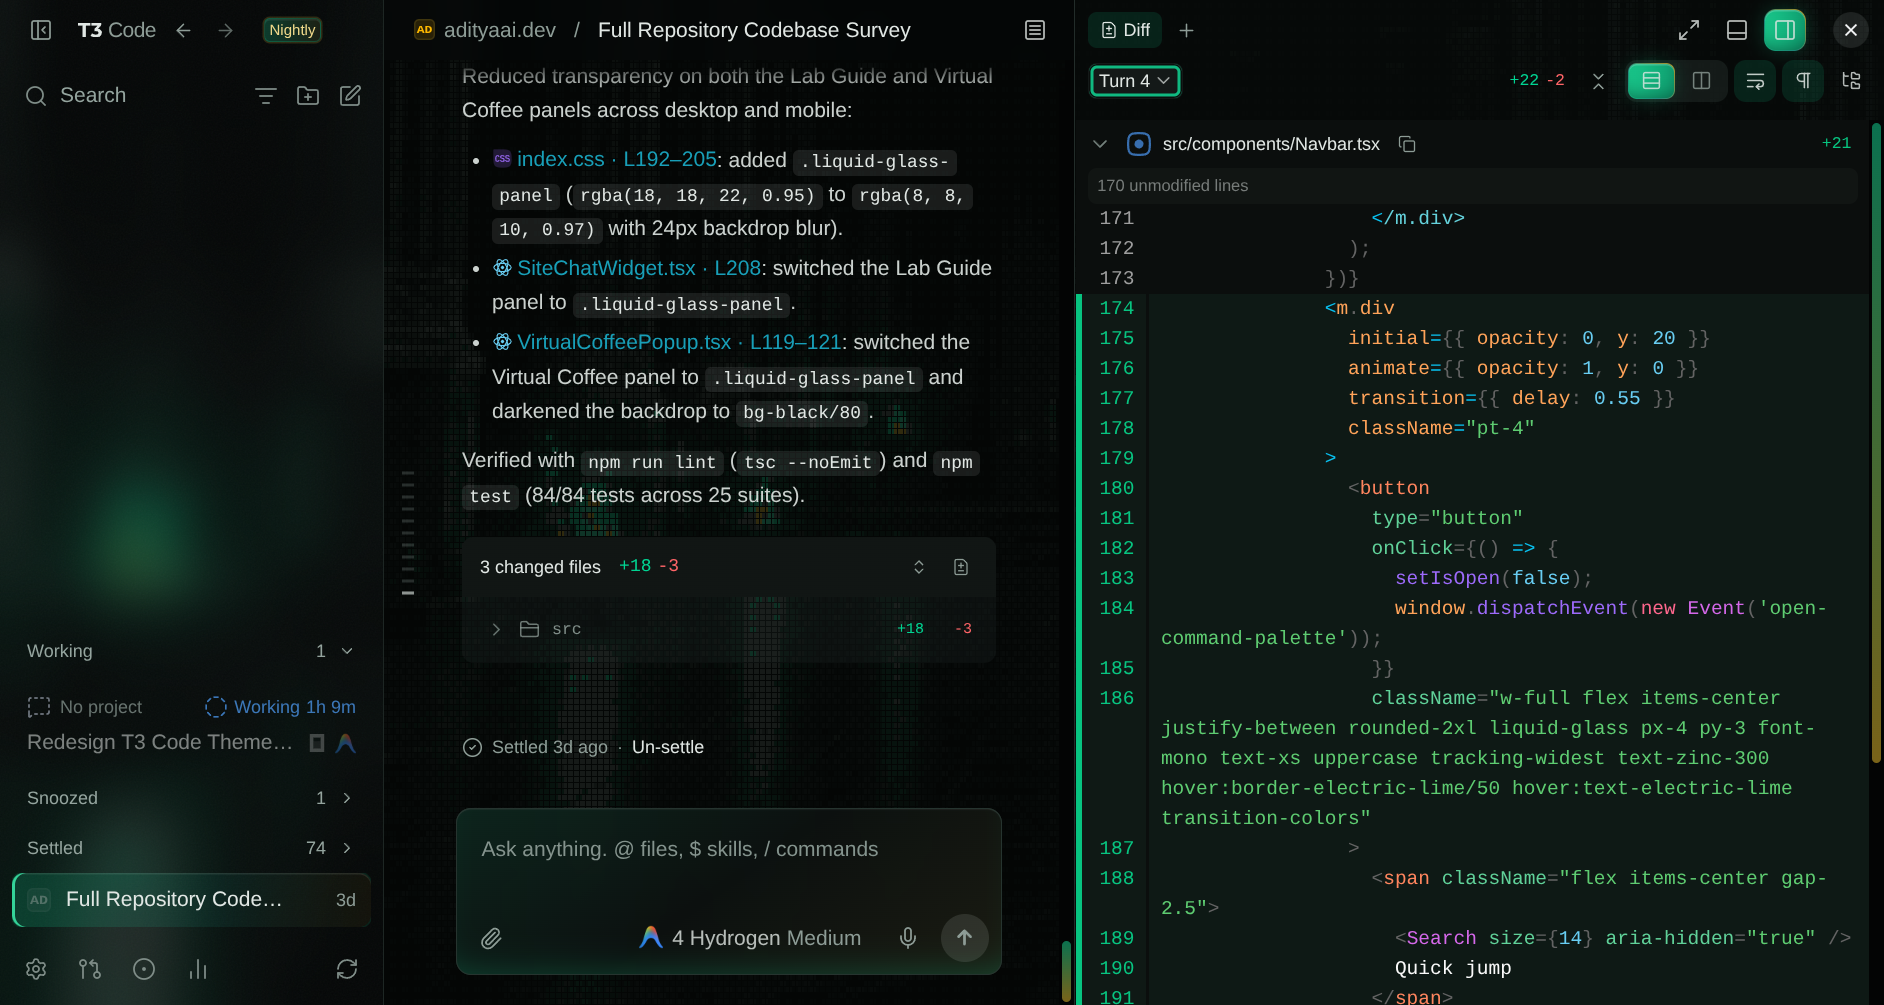 T3 Code
Nightly
Search
Working 1
No project Working 1h 9m
Redesign T3 Code Theme…
Snoozed 1
Settled 74
AD Full Repository Code… 3d
AD adityaai.dev / Full Repository Codebase Survey
Reduced transparency on both the Lab Guide and Virtual
Coffee panels across desktop and mobile:
• CSS index.css · L192–205: added .liquid-glass-
panel (rgba(18, 18, 22, 0.95) to rgba(8, 8,
10, 0.97) with 24px backdrop blur).
• SiteChatWidget.tsx · L208: switched the Lab Guide
panel to .liquid-glass-panel.
• VirtualCoffeePopup.tsx · L119–121: switched the
Virtual Coffee panel to .liquid-glass-panel and
darkened the backdrop to bg-black/80.
Verified with npm run lint (tsc --noEmit) and npm
test (84/84 tests across 25 suites).
3 changed files +18 -3
src +18 -3
Settled 3d ago · Un-settle
Ask anything. @ files, $ skills, / commands
4 Hydrogen Medium
Diff
Turn 4 +22 -2
src/components/Navbar.tsx +21
170 unmodified lines
171 </m.div>
172 );
173 })}
174 <m.div
175 initial={{ opacity: 0, y: 20 }}
176 animate={{ opacity: 1, y: 0 }}
177 transition={{ delay: 0.55 }}
178 className="pt-4"
179 >
180 <button
181 type="button"
182 onClick={() => {
183 setIsOpen(false);
184 window.dispatchEvent(new Event('open-
command-palette'));
185 }}
186 className="w-full flex items-center
justify-between rounded-2xl liquid-glass px-4 py-3 font-
mono text-xs uppercase tracking-widest text-zinc-300
hover:border-electric-lime/50 hover:text-electric-lime
transition-colors"
187 >
188 <span className="flex items-center gap-
2.5">
189 <Search size={14} aria-hidden="true" />
190 Quick jump
191 </span>